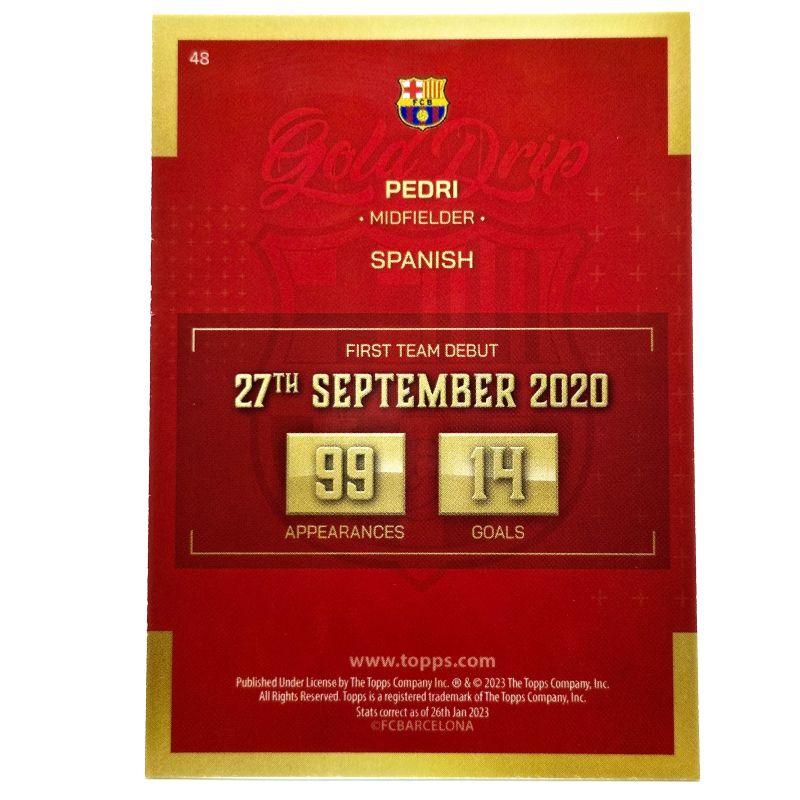 48
FCB
Gold Drip
PEDRI
• MIDFIELDER •
SPANISH
FIRST TEAM DEBUT
27TH SEPTEMBER 2020
99 14
APPEARANCES GOALS
www.topps.com
Published Under License by The Topps Company Inc. ® & © 2023 The Topps Company, Inc.
All Rights Reserved. Topps is a registered trademark of The Topps Company, Inc.
Stats correct as of 26th Jan 2023
©FCBARCELONA